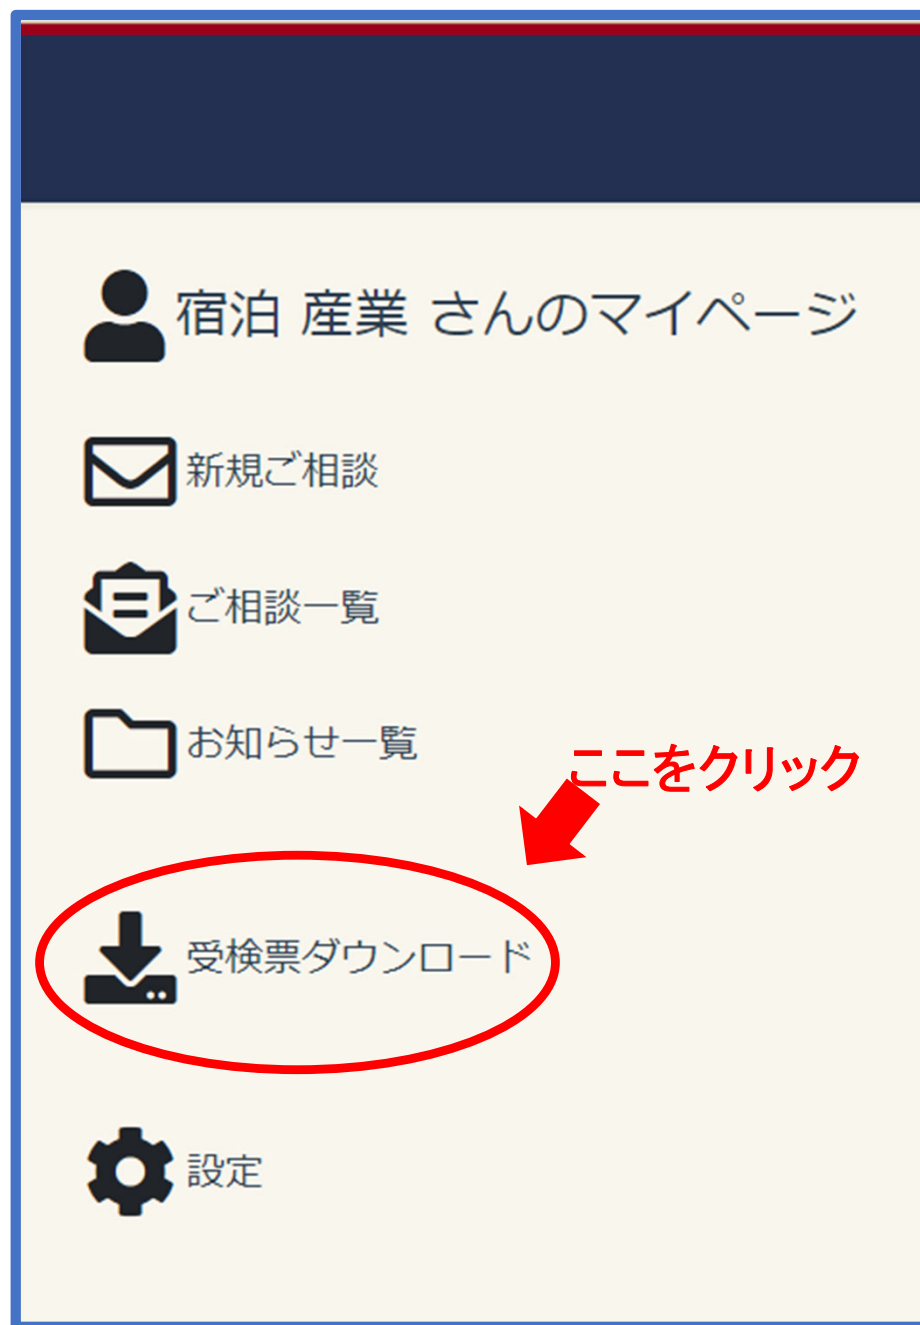 宿泊 産業 さんのマイページ
新規ご相談
ご相談一覧
お知らせ一覧
ここをクリック
受検票ダウンロード
設定